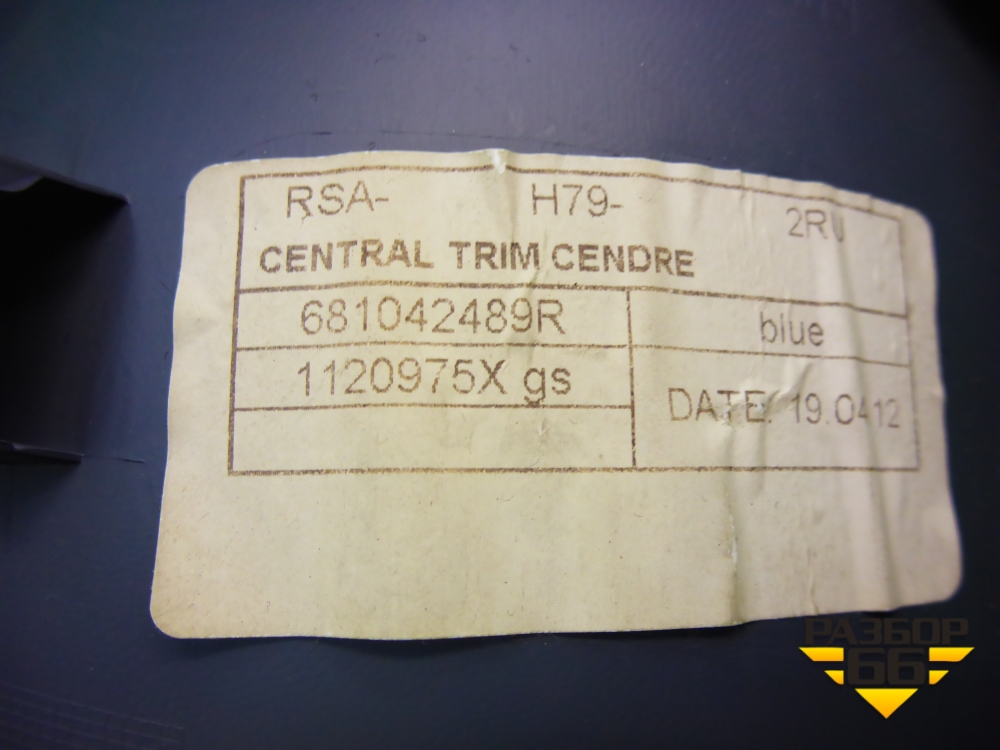 RSA- H79- 2RU
CENTRAL TRIM CENDRE
681042489R blue
1120975X gs
DATE: 19.0412
РАЗБОР
66